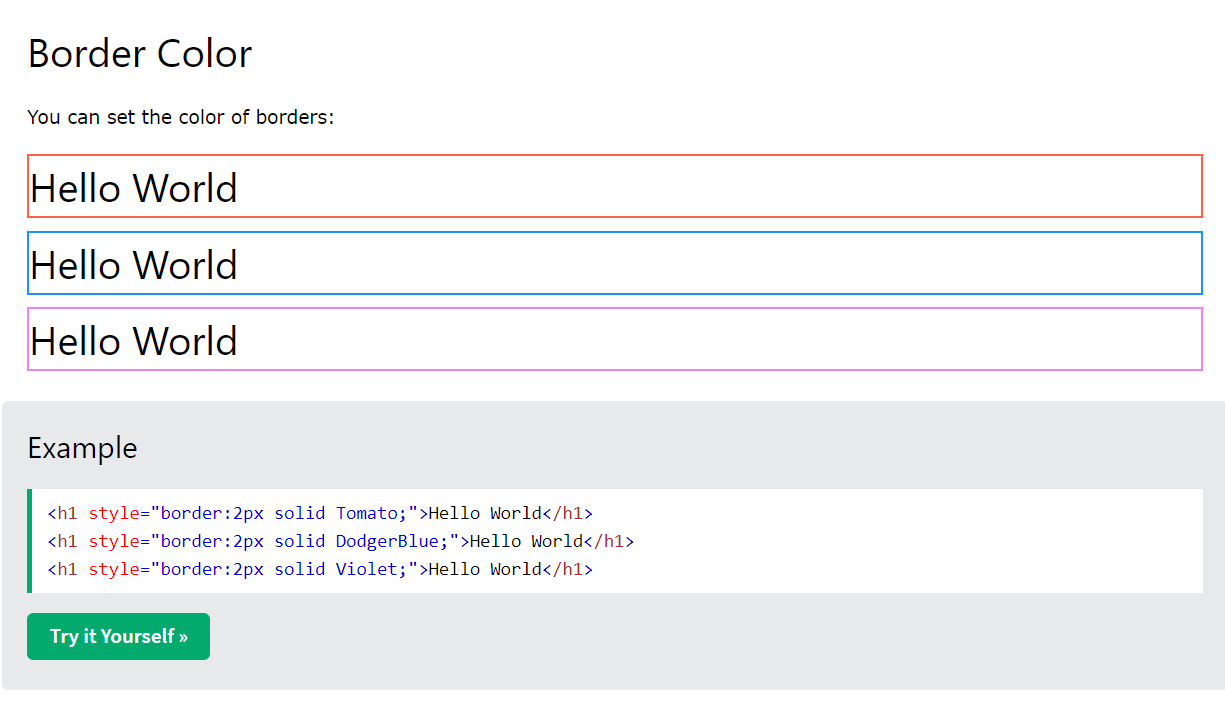 Border Color
You can set the color of borders:
Hello World
Hello World
Hello World
Example
<h1 style="border:2px solid Tomato;">Hello World</h1>
<h1 style="border:2px solid DodgerBlue;">Hello World</h1>
<h1 style="border:2px solid Violet;">Hello World</h1>
Try it Yourself »